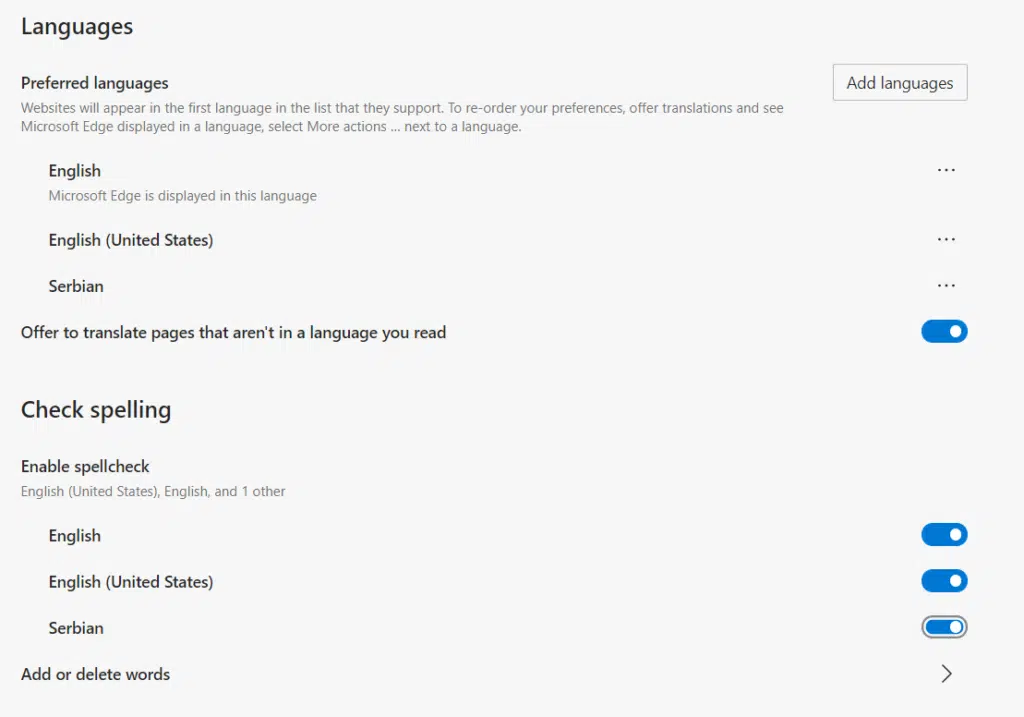 Languages
Preferred languages
Add languages
Websites will appear in the first language in the list that they support. To re-order your preferences, offer translations and see
Microsoft Edge displayed in a language, select More actions ... next to a language.
English
Microsoft Edge is displayed in this language
English (United States)
Serbian
Offer to translate pages that aren't in a language you read
Check spelling
Enable spellcheck
English (United States), English, and 1 other
English
English (United States)
Serbian
Add or delete words